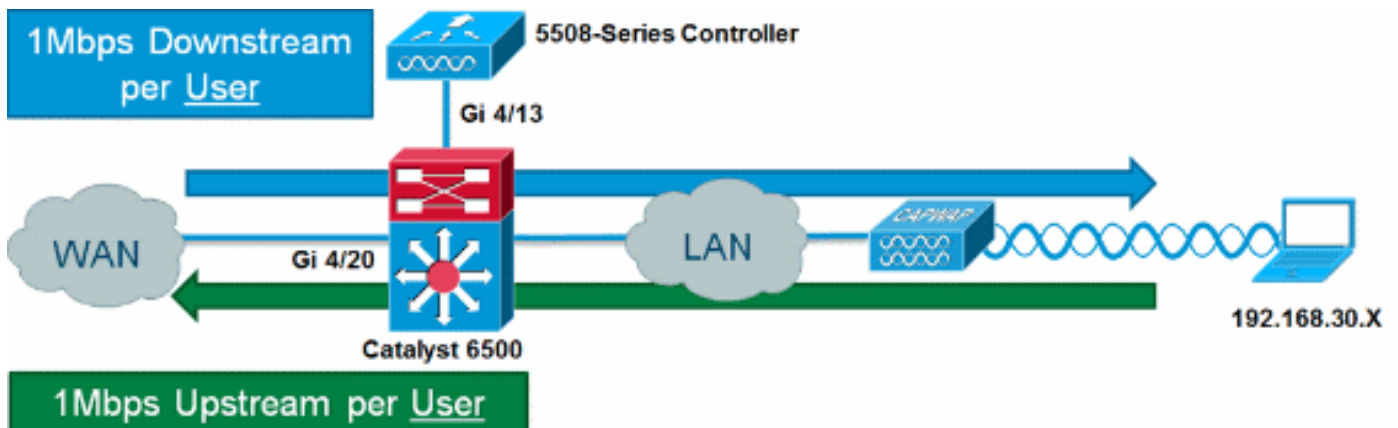 1Mbps Downstream
per User
5508-Series Controller
Gi 4/13
WAN
Gi 4/20
LAN
CAPWAP
192.168.30.X
Catalyst 6500
1Mbps Upstream per User